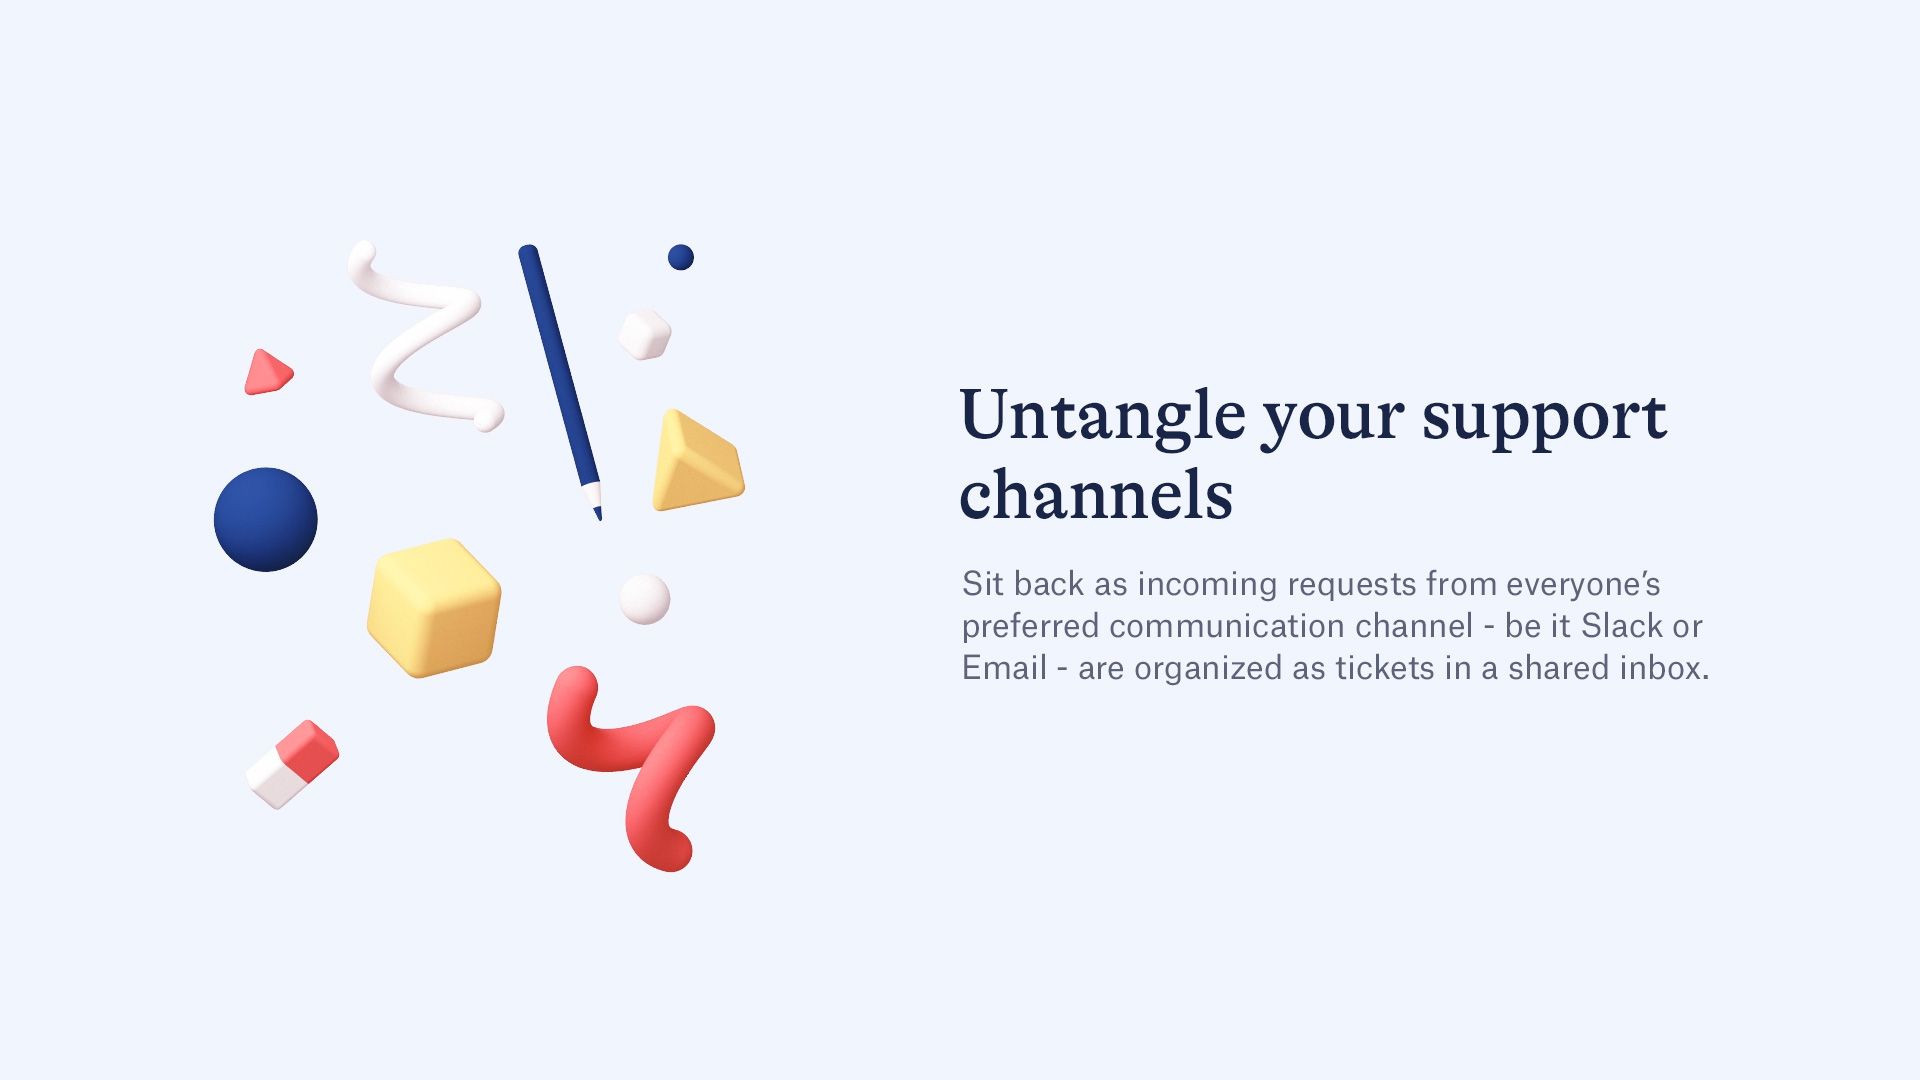 Untangle your support
channels
Sit back as incoming requests from everyone’s
preferred communication channel - be it Slack or
Email - are organized as tickets in a shared inbox.